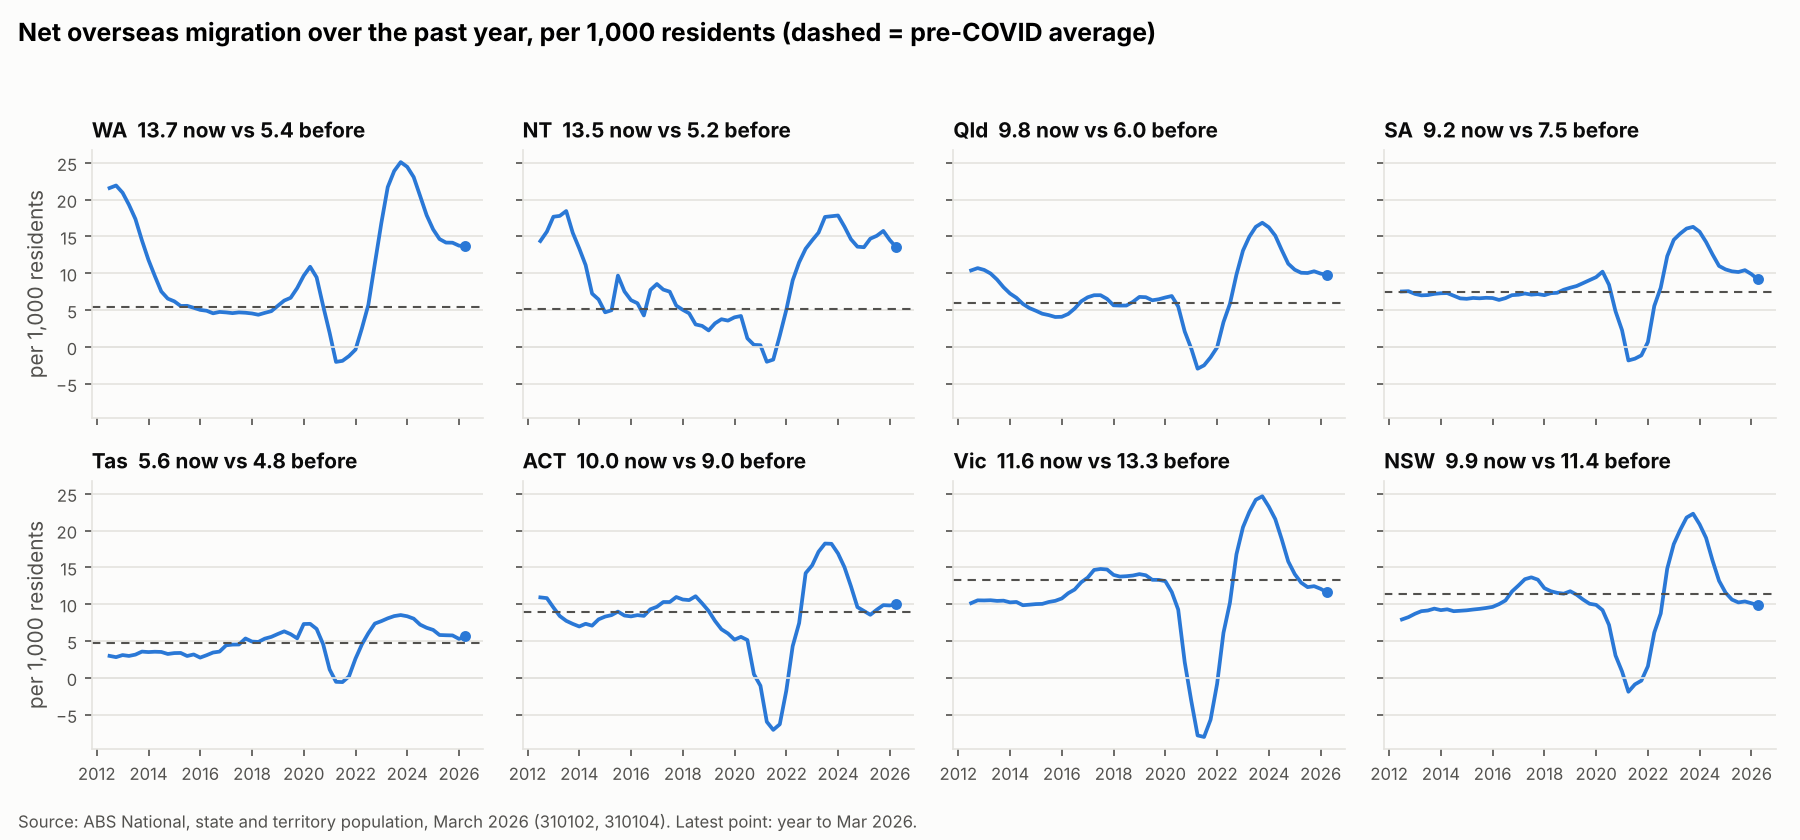 Net overseas migration over the past year, per 1,000 residents (dashed = pre-COVID average)
WA 13.7 now vs 5.4 before
NT 13.5 now vs 5.2 before
Qld 9.8 now vs 6.0 before
SA 9.2 now vs 7.5 before
per 1,000 residents
25
20
15
10
5
0
−5
Tas 5.6 now vs 4.8 before
ACT 10.0 now vs 9.0 before
Vic 11.6 now vs 13.3 before
NSW 9.9 now vs 11.4 before
per 1,000 residents
25
20
15
10
5
0
−5
2012 2014 2016 2018 2020 2022 2024 2026
2012 2014 2016 2018 2020 2022 2024 2026
2012 2014 2016 2018 2020 2022 2024 2026
2012 2014 2016 2018 2020 2022 2024 2026
Source: ABS National, state and territory population, March 2026 (310102, 310104). Latest point: year to Mar 2026.